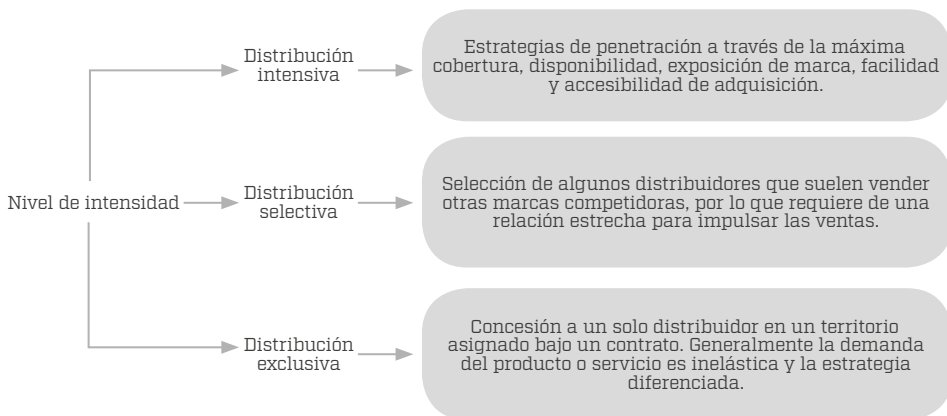 Nivel de intensidad
Distribución
intensiva
Estrategias de penetración a través de la máxima
cobertura, disponibilidad, exposición de marca, facilidad
y accesibilidad de adquisición.
Distribución
selectiva
Selección de algunos distribuidores que suelen vender
otras marcas competidoras, por lo que requiere de una
relación estrecha para impulsar las ventas.
Distribución
exclusiva
Concesión a un solo distribuidor en un territorio
asignado bajo un contrato. Generalmente la demanda
del producto o servicio es inelástica y la estrategia
diferenciada.